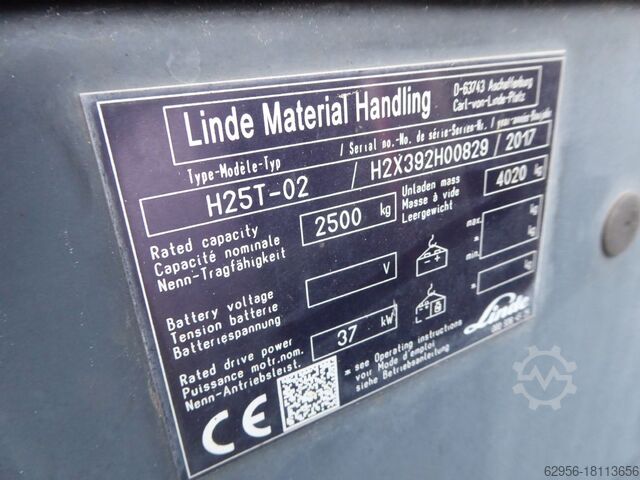 Linde Material Handling
D-63743 Aschaffenburg
Carl-von-Linde-Platz
Type-Modèle-Typ / Serial no.-No. de série-Serien-Nr. / year-année-Baujahr
H25T-02 / H2X392H00829 / 2017
Rated capacity
Capacité nominale
Nenn-Tragfähigkeit
2500 kg
Unladen mass
Masse à vide
Leergewicht
4020 kg
Battery voltage
Tension batterie
Batteriespannung
V
max.
*
kg
min.
*
kg
Rated drive power
Puissance motr.nom.
Nenn-Antriebsleist.
37 kW
* see Operating instructions
voir Mode d'emploi
siehe Betriebsanleitung
Linde
CE
62956-18113656